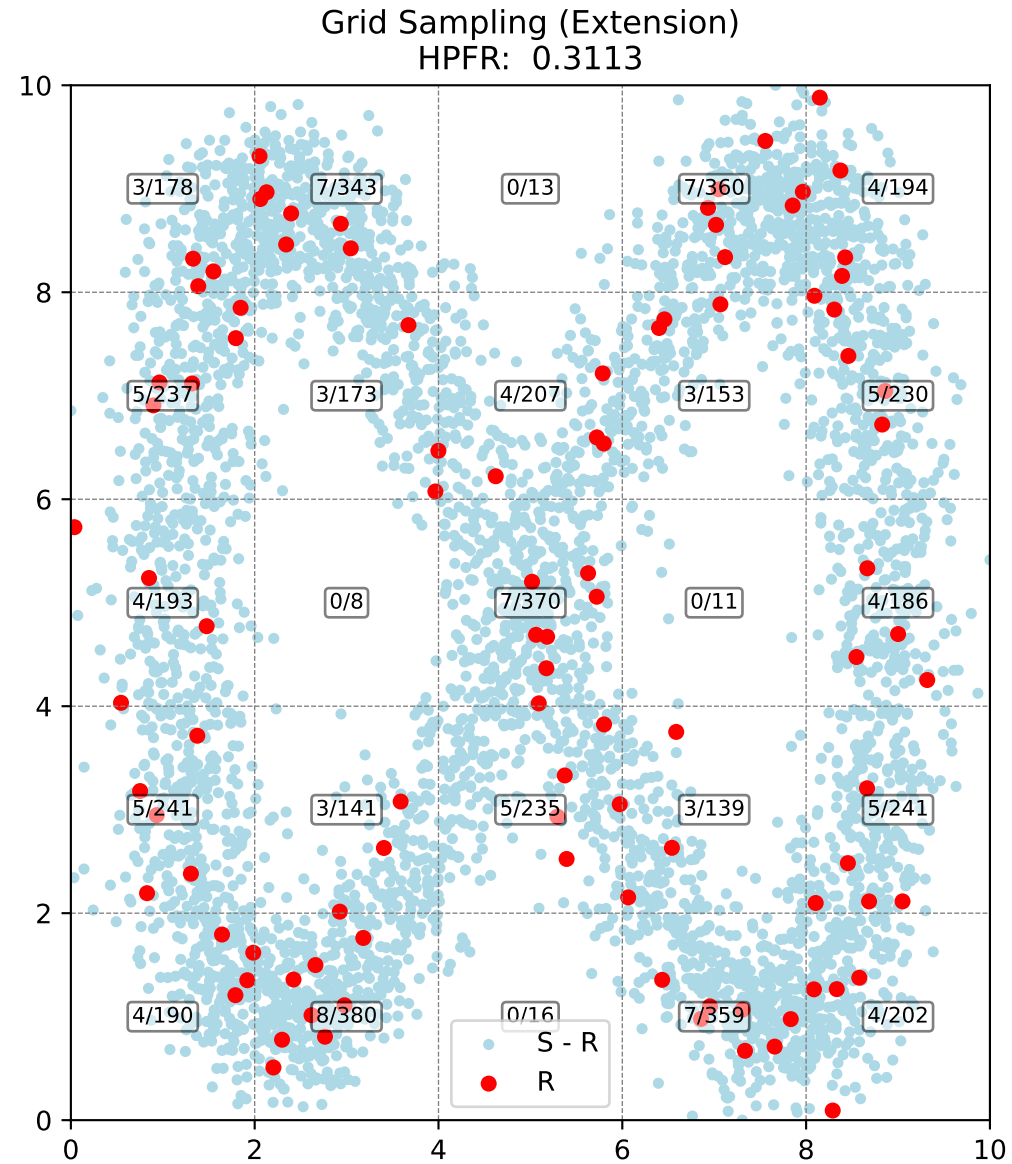 Grid Sampling (Extension)
HPFR: 0.3113
10
3/178 7/343 0/13 7/360 4/194
8
5/237 3/173 4/207 3/153 5/230
6
4/193 0/8 7/370 0/11 4/186
4
5/241 3/141 5/235 3/139 5/241
2
4/190 8/380 0/16 7/359 4/202
S - R
R
0
0 2 4 6 8 10